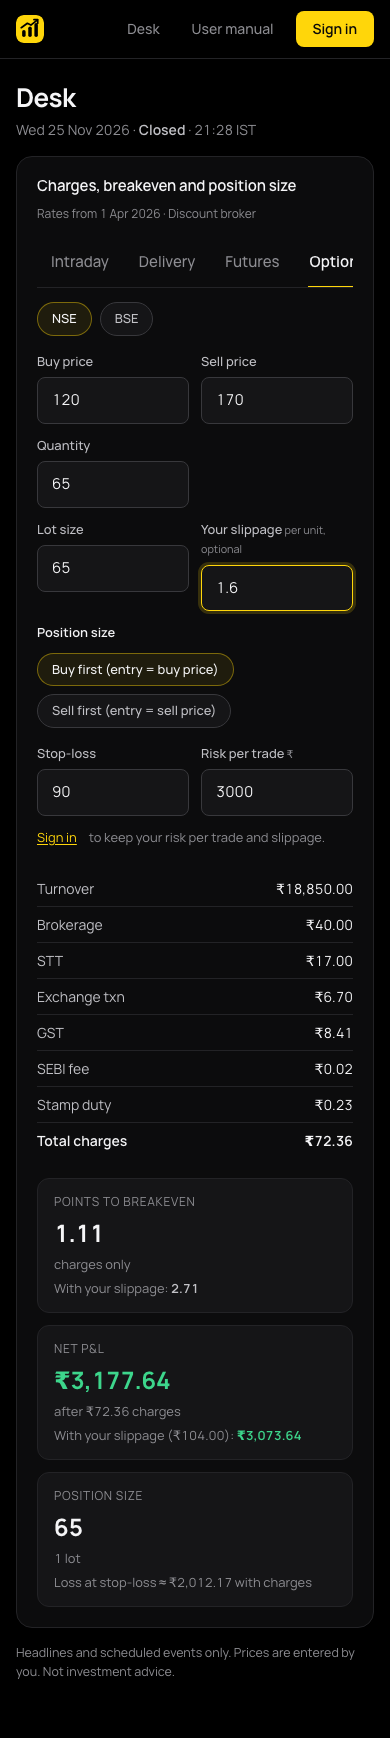 Desk
User manual
Sign in
Desk
Wed 25 Nov 2026 · Closed · 21:28 IST
Charges, breakeven and position size
Rates from 1 Apr 2026 · Discount broker
Intraday
Delivery
Futures
Option
NSE
BSE
Buy price
Sell price
120
170
Quantity
65
Lot size
Your slippage per unit,
optional
65
1.6
Position size
Buy first (entry = buy price)
Sell first (entry = sell price)
Stop-loss
Risk per trade ₹
90
3000
Sign in to keep your risk per trade and slippage.
Turnover ₹18,850.00
Brokerage ₹40.00
STT ₹17.00
Exchange txn ₹6.70
GST ₹8.41
SEBI fee ₹0.02
Stamp duty ₹0.23
Total charges ₹72.36
POINTS TO BREAKEVEN
1.11
charges only
With your slippage: 2.71
NET P&L
₹3,177.64
after ₹72.36 charges
With your slippage (₹104.00): ₹3,073.64
POSITION SIZE
65
1 lot
Loss at stop-loss ≈ ₹2,012.17 with charges
Headlines and scheduled events only. Prices are entered by
you. Not investment advice.